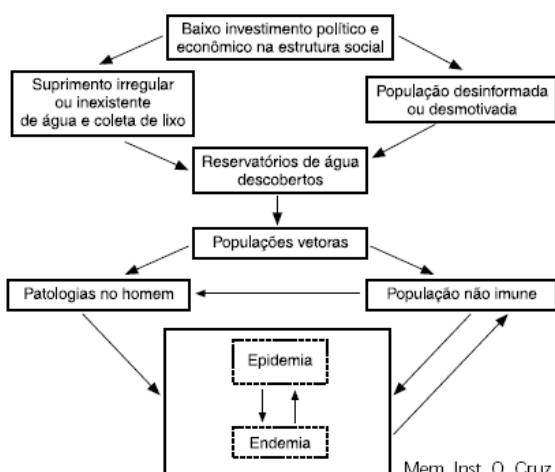 Baixo investimento político e
econômico na estrutura social
Suprimento irregular
ou inexistente
de água e coleta de lixo
População desinformada
ou desmotivada
Reservatórios de água
descobertos
Populações vetoras
Patologias no homem
População não imune
Epidemia
Endemia
Mem. Inst. O. Cruz